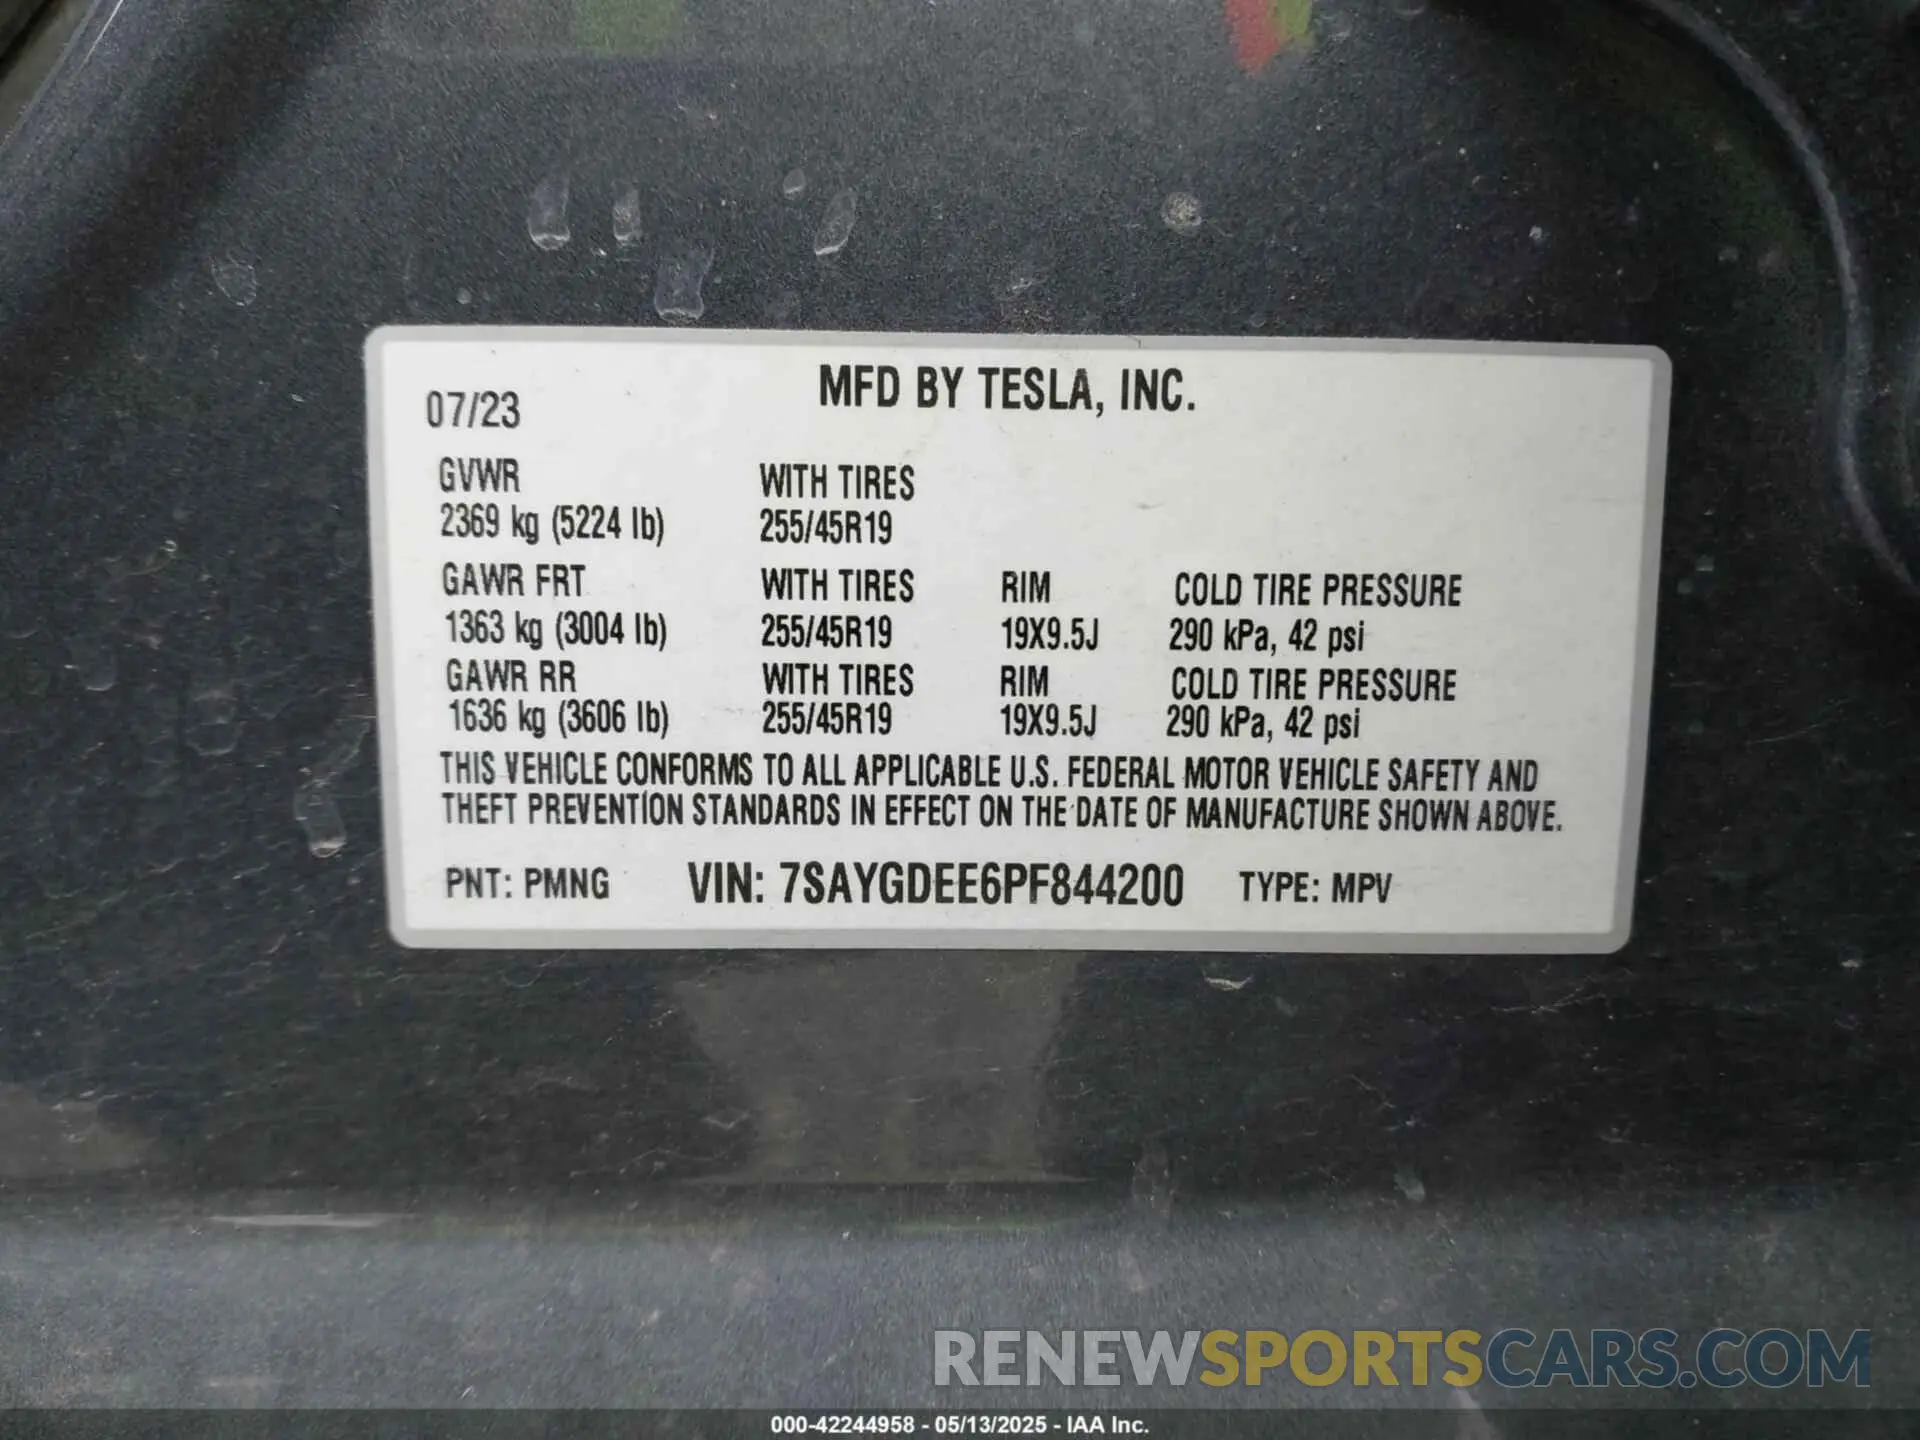 MFD BY TESLA, INC.
07/23
GVWR WITH TIRES
2369 kg (5224 lb) 255/45R19
GAWR FRT WITH TIRES RIM COLD TIRE PRESSURE
1363 kg (3004 lb) 255/45R19 19X9.5J 290 kPa, 42 psi
GAWR RR WITH TIRES RIM COLD TIRE PRESSURE
1636 kg (3606 lb) 255/45R19 19X9.5J 290 kPa, 42 psi
THIS VEHICLE CONFORMS TO ALL APPLICABLE U.S. FEDERAL MOTOR VEHICLE SAFETY AND
THEFT PREVENTION STANDARDS IN EFFECT ON THE DATE OF MANUFACTURE SHOWN ABOVE.
PNT: PMNG VIN: 7SAYGDEE6PF844200 TYPE: MPV
RENEWSPORTSCARS.COM
000-42244958 - 05/13/2025 - IAA Inc.